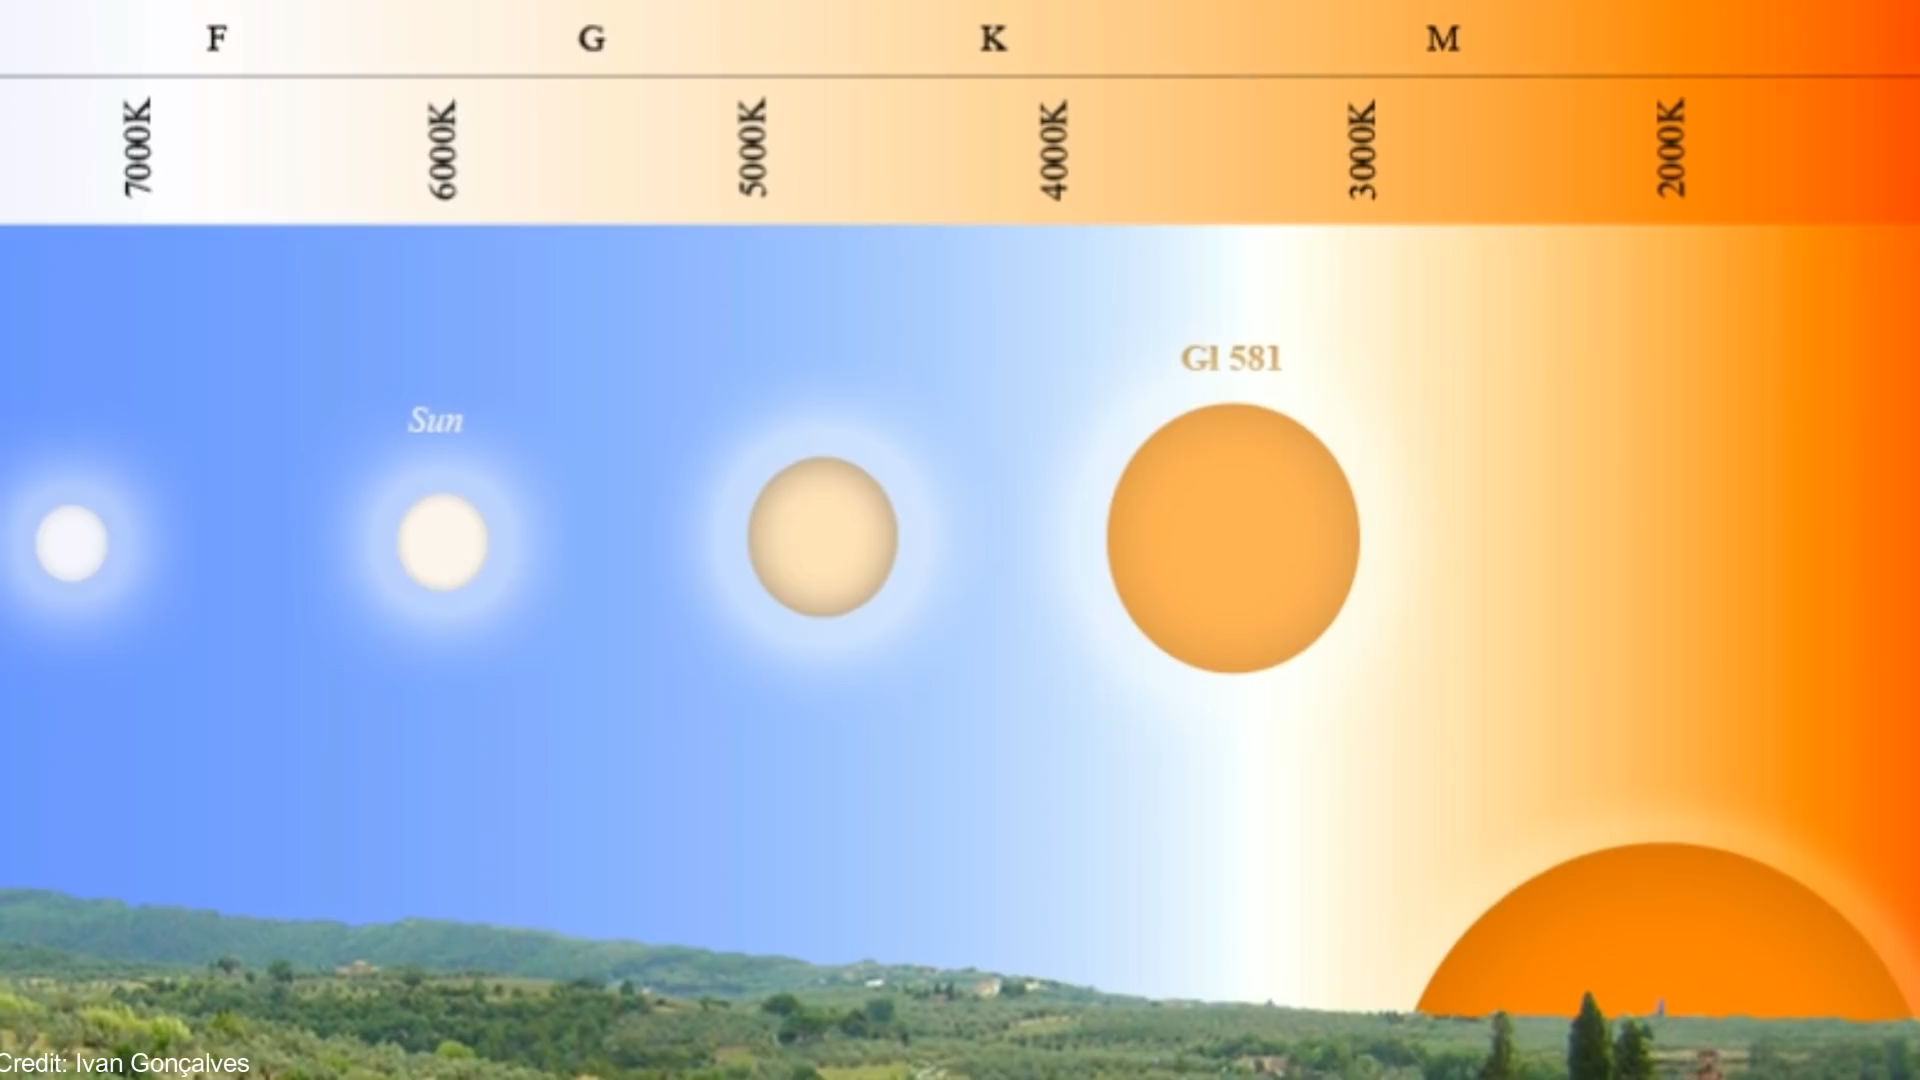 F G K M
7000K 6000K 5000K 4000K 3000K 2000K
Gl 581
Sun
Credit: Ivan Gonçalves